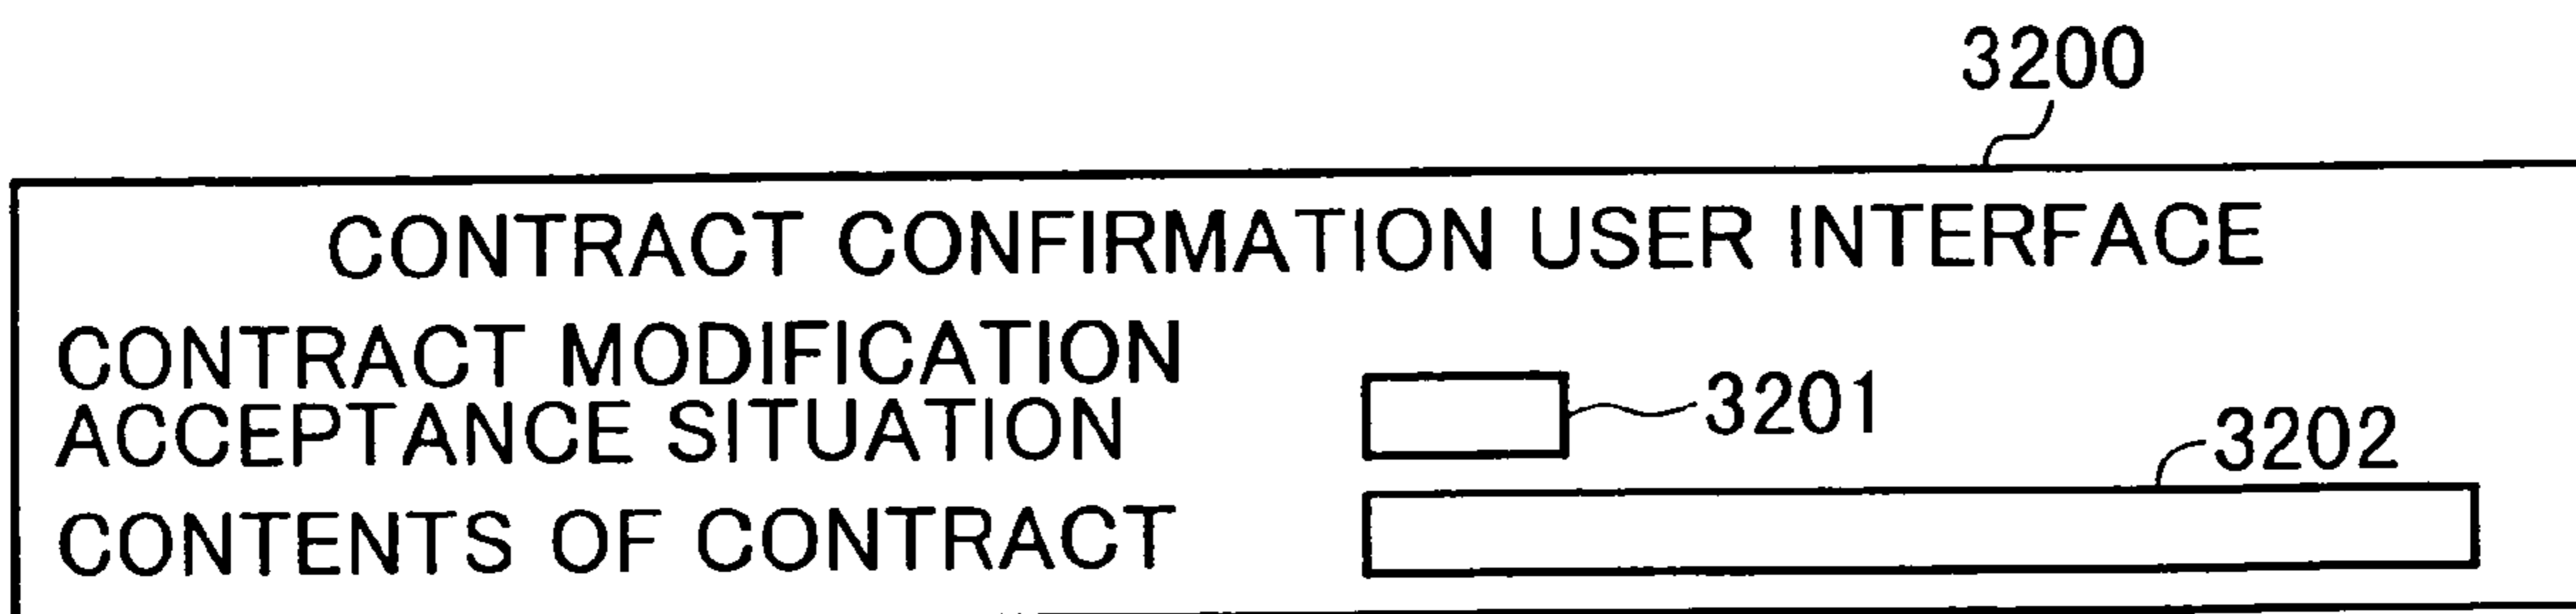 3200
CONTRACT CONFIRMATION USER INTERFACE
CONTRACT MODIFICATION
ACCEPTANCE SITUATION
3201
3202
CONTENTS OF CONTRACT